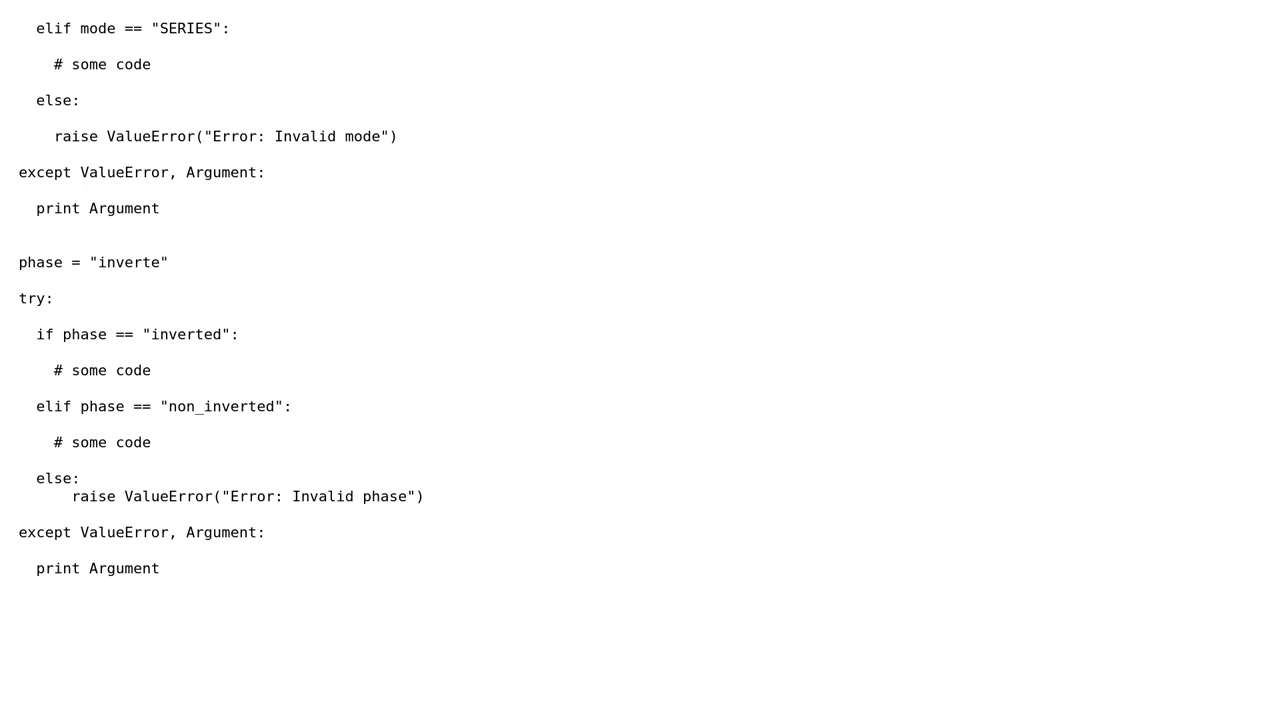 elif mode == "SERIES":
# some code
else:
raise ValueError("Error: Invalid mode")
except ValueError, Argument:
print Argument
phase = "inverte"
try:
if phase == "inverted":
# some code
elif phase == "non_inverted":
# some code
else:
raise ValueError("Error: Invalid phase")
except ValueError, Argument:
print Argument